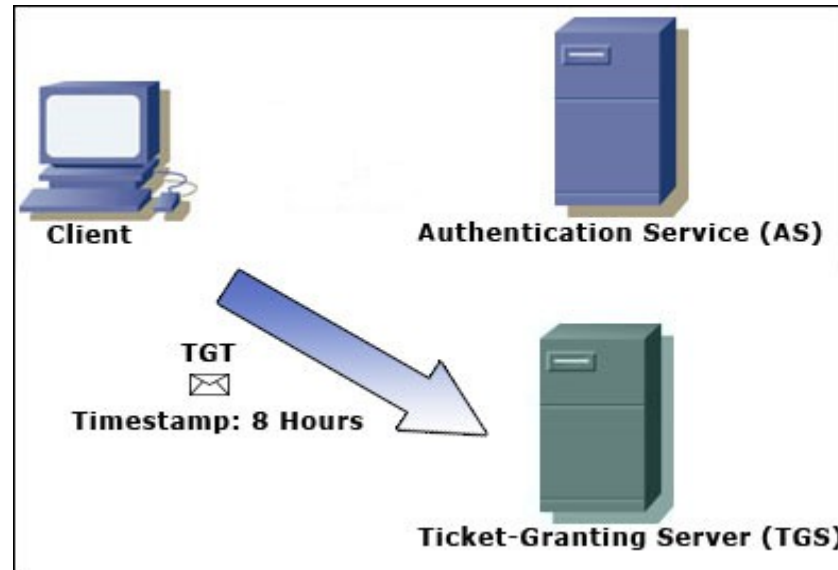 Client
Authentication Service (AS)
TGT
Timestamp: 8 Hours
Ticket-Granting Server (TGS)